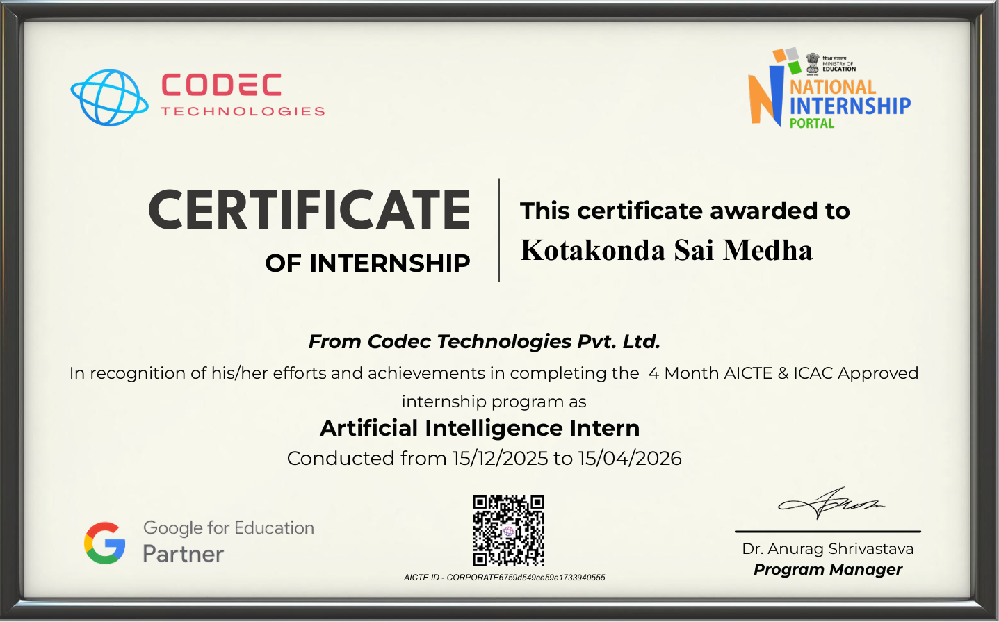 CODEC
TECHNOLOGIES
शिक्षा मंत्रालय
MINISTRY OF
EDUCATION
NATIONAL
INTERNSHIP
PORTAL
CERTIFICATE
OF INTERNSHIP
This certificate awarded to
Kotakonda Sai Medha
From Codec Technologies Pvt. Ltd.
In recognition of his/her efforts and achievements in completing the 4 Month AICTE & ICAC Approved
internship program as
Artificial Intelligence Intern
Conducted from 15/12/2025 to 15/04/2026
Google for Education
Partner
AICTE ID - CORPORATE6759d549ce59e1733940555
Dr. Anurag Shrivastava
Program Manager